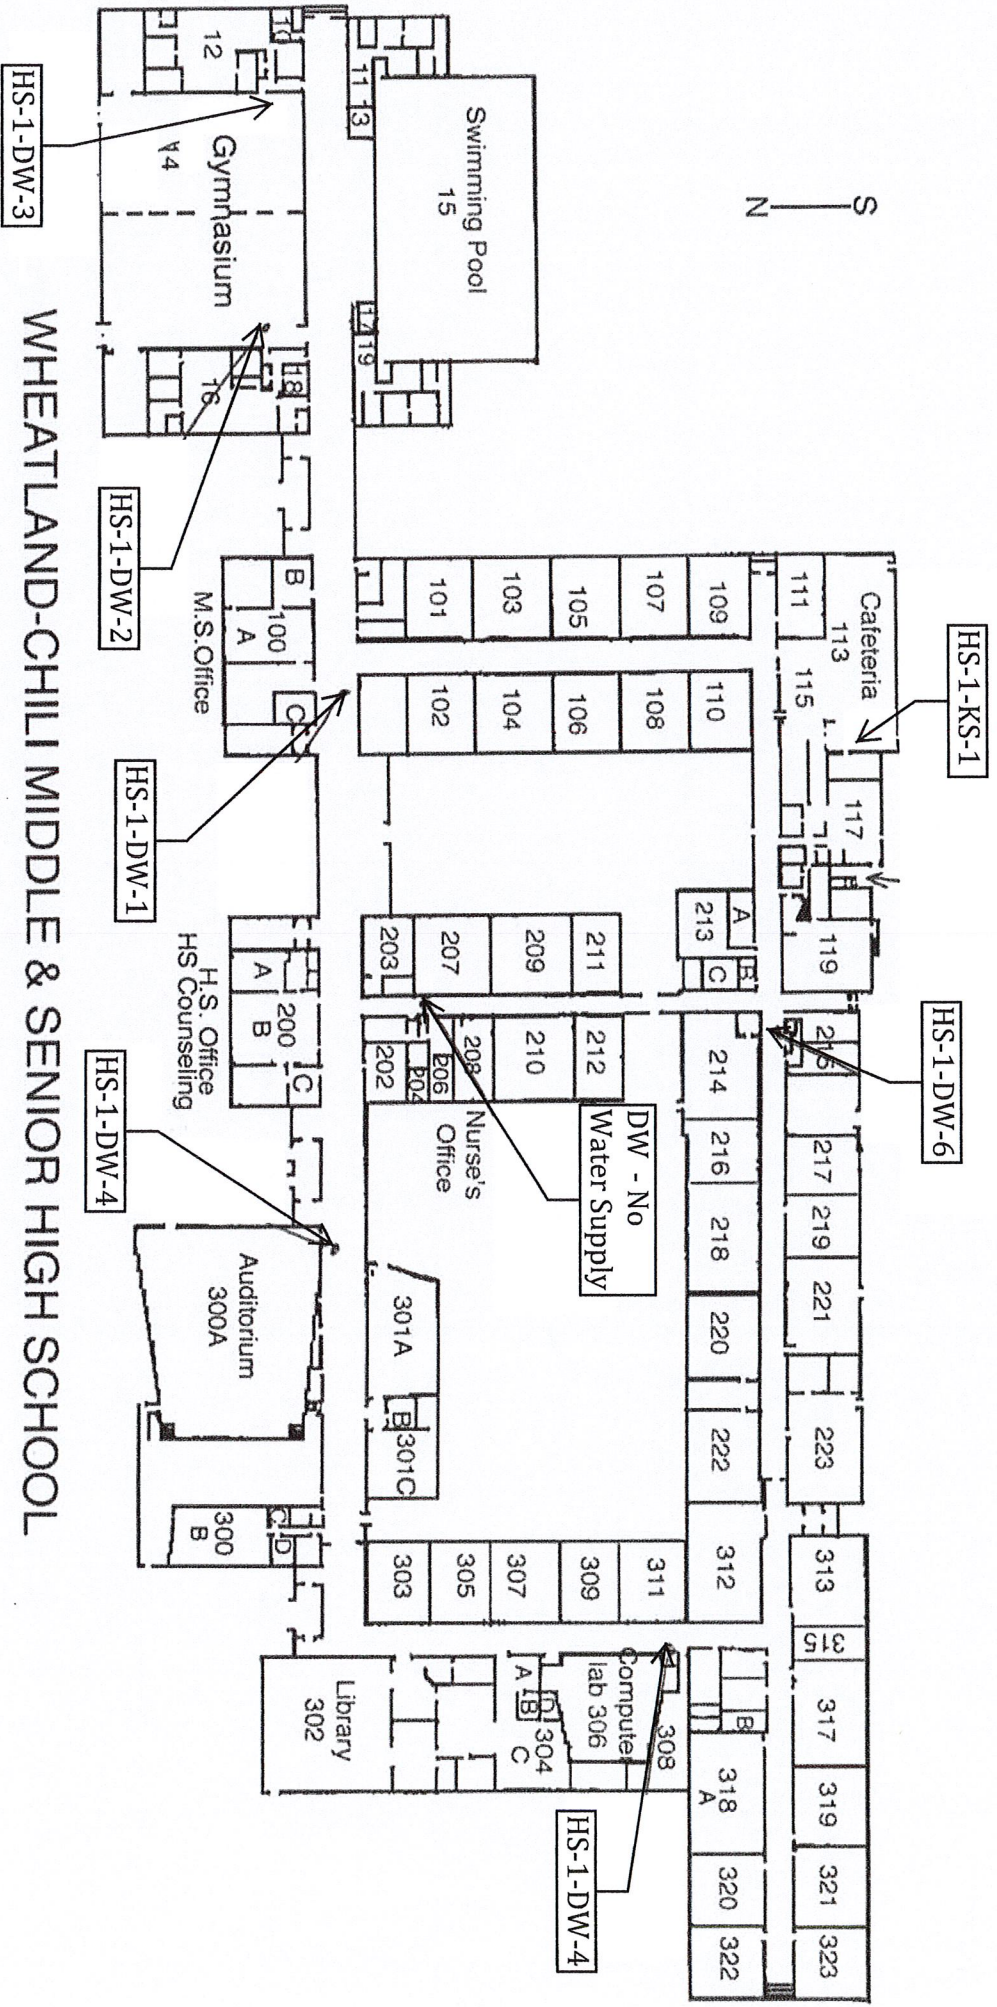 HS-1-KS-1
HS-1-DW-6
S
N
Cafeteria
113
111
115
117
119
215
217
219
221
223
313
315
317
319
321
323
109
107
105
103
101
110
108
106
104
102
A
213
B
C
211
209
207
203
214
216
218
220
222
312
B
318
A
320
322
212
210
208
206
204
202
Nurse's
Office
DW - No
Water Supply
311
309
307
305
303
308
Computer
lab 306
304
A
B
D
C
HS-1-DW-4
301A
B
301C
Swimming Pool
15
11
13
17
19
10
12
Gymnasium
14
18
16
B
100
A
C
M.S.Office
A
200
B
C
H.S. Office
HS Counseling
Auditorium
300A
300
B
C
D
Library
302
HS-1-DW-3
HS-1-DW-2
HS-1-DW-1
HS-1-DW-4
WHEATLAND-CHILI MIDDLE & SENIOR HIGH SCHOOL